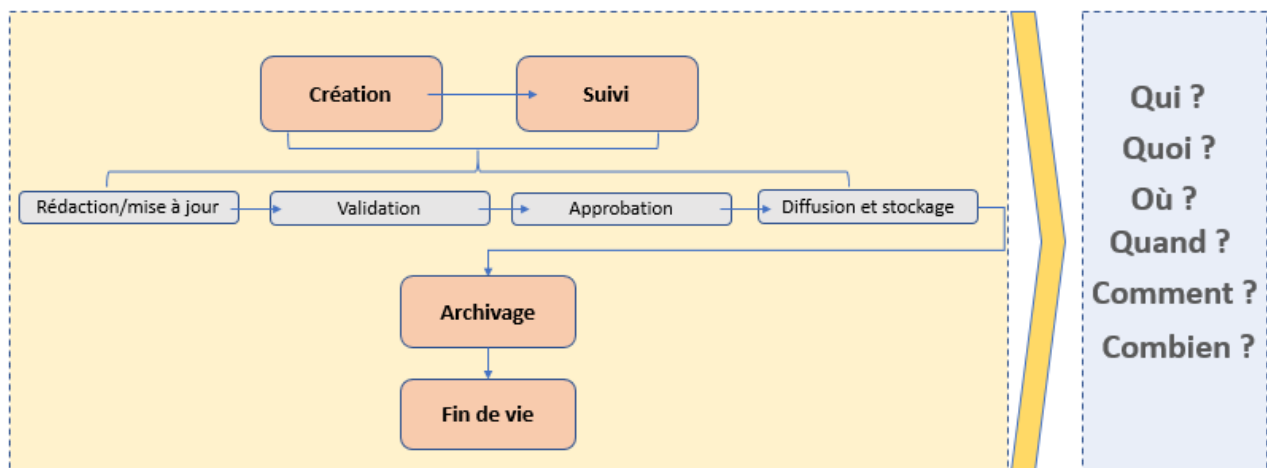 Création
Suivi
Rédaction/mise à jour
Validation
Approbation
Diffusion et stockage
Archivage
Fin de vie
Qui ?
Quoi ?
Où ?
Quand ?
Comment ?
Combien ?